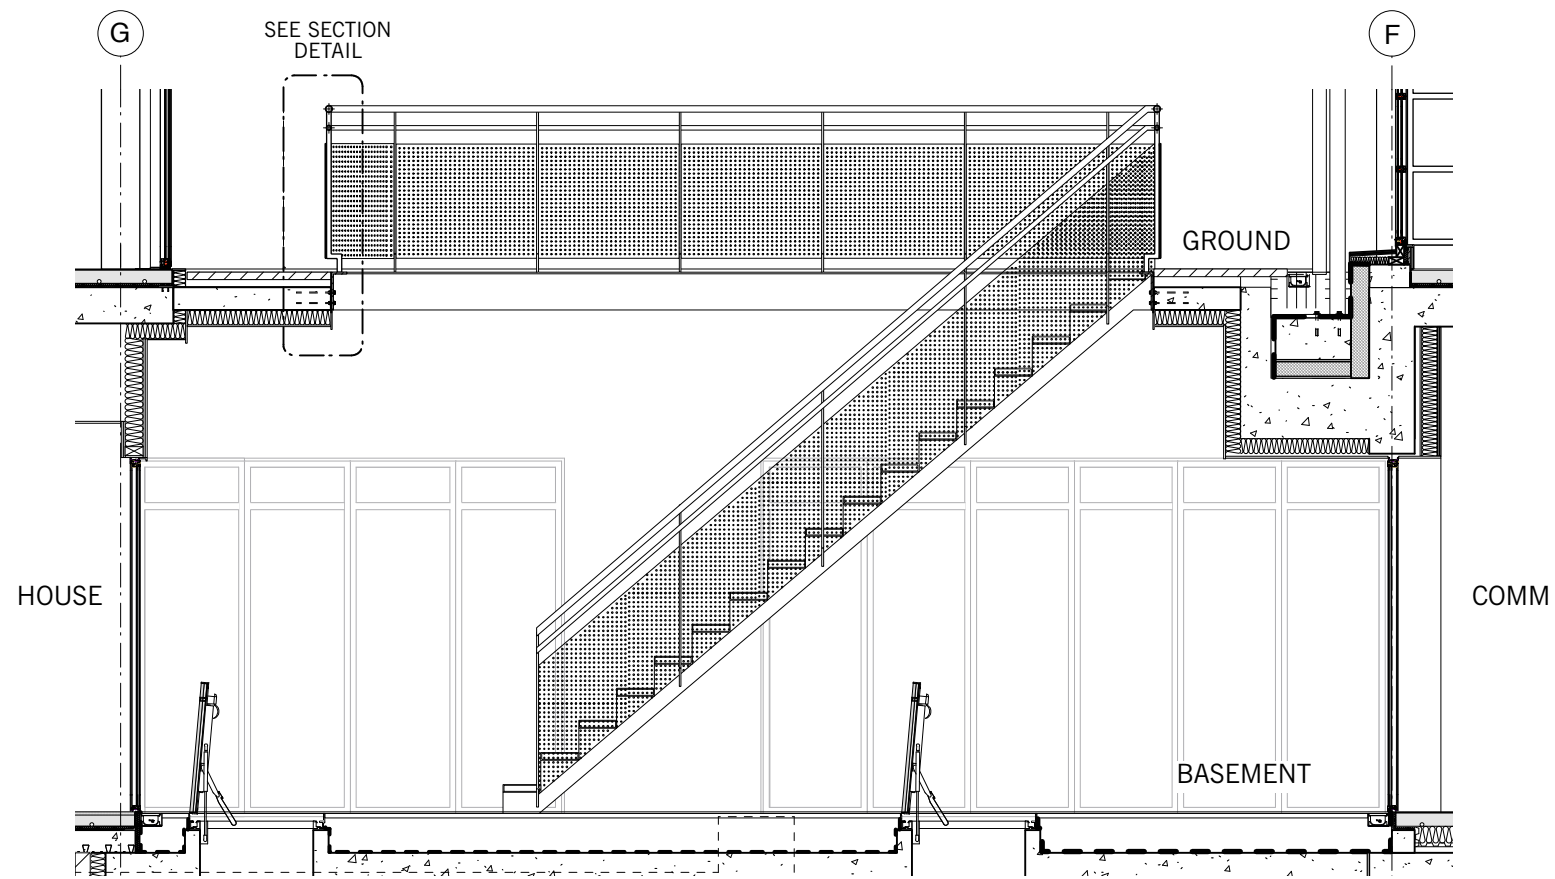 G
SEE SECTION
DETAIL
F
GROUND
HOUSE
COMM
BASEMENT